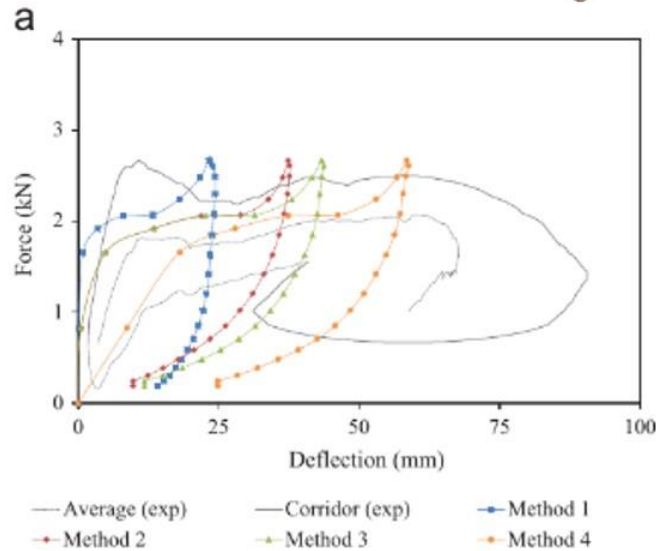 a
4
3
2
1
0
Force (kN)
0 25 50 75 100
Deflection (mm)
Average (exp) Corridor (exp) Method 1
Method 2 Method 3 Method 4